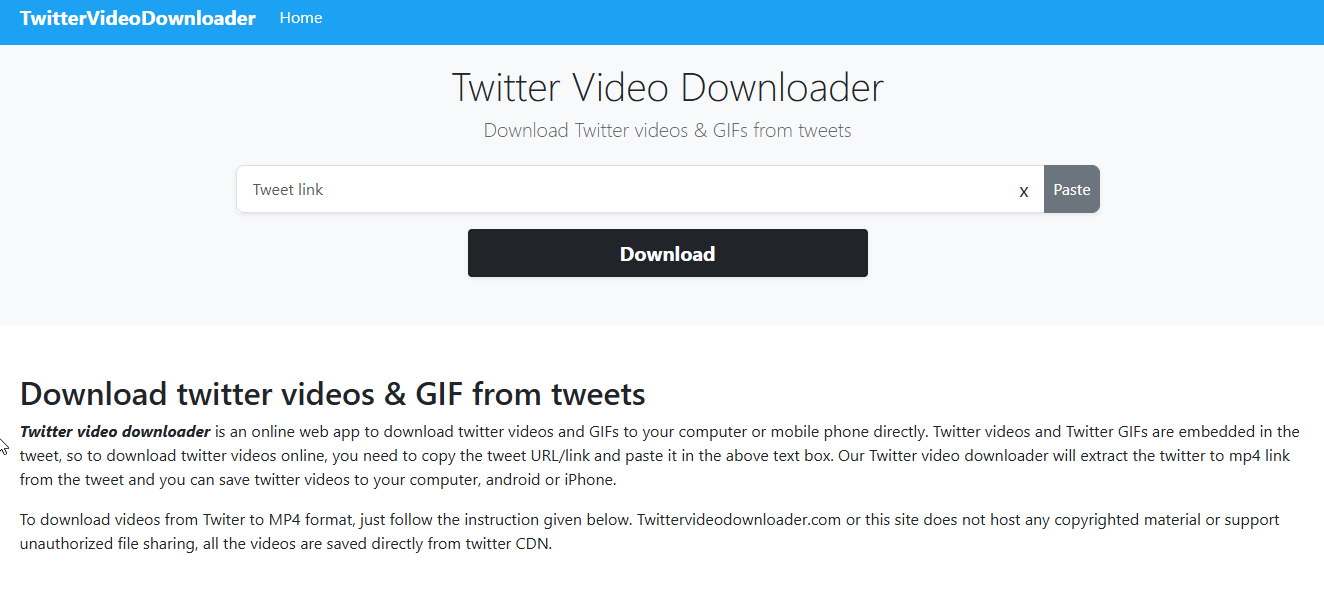 TwitterVideoDownloader Home
Twitter Video Downloader
Download Twitter videos & GIFs from tweets
Tweet link x Paste
Download
Download twitter videos & GIF from tweets
Twitter video downloader is an online web app to download twitter videos and GIFs to your computer or mobile phone directly. Twitter videos and Twitter GIFs are embedded in the
tweet, so to download twitter videos online, you need to copy the tweet URL/link and paste it in the above text box. Our Twitter video downloader will extract the twitter to mp4 link
from the tweet and you can save twitter videos to your computer, android or iPhone.
To download videos from Twiter to MP4 format, just follow the instruction given below. Twittervideodownloader.com or this site does not host any copyrighted material or support
unauthorized file sharing, all the videos are saved directly from twitter CDN.